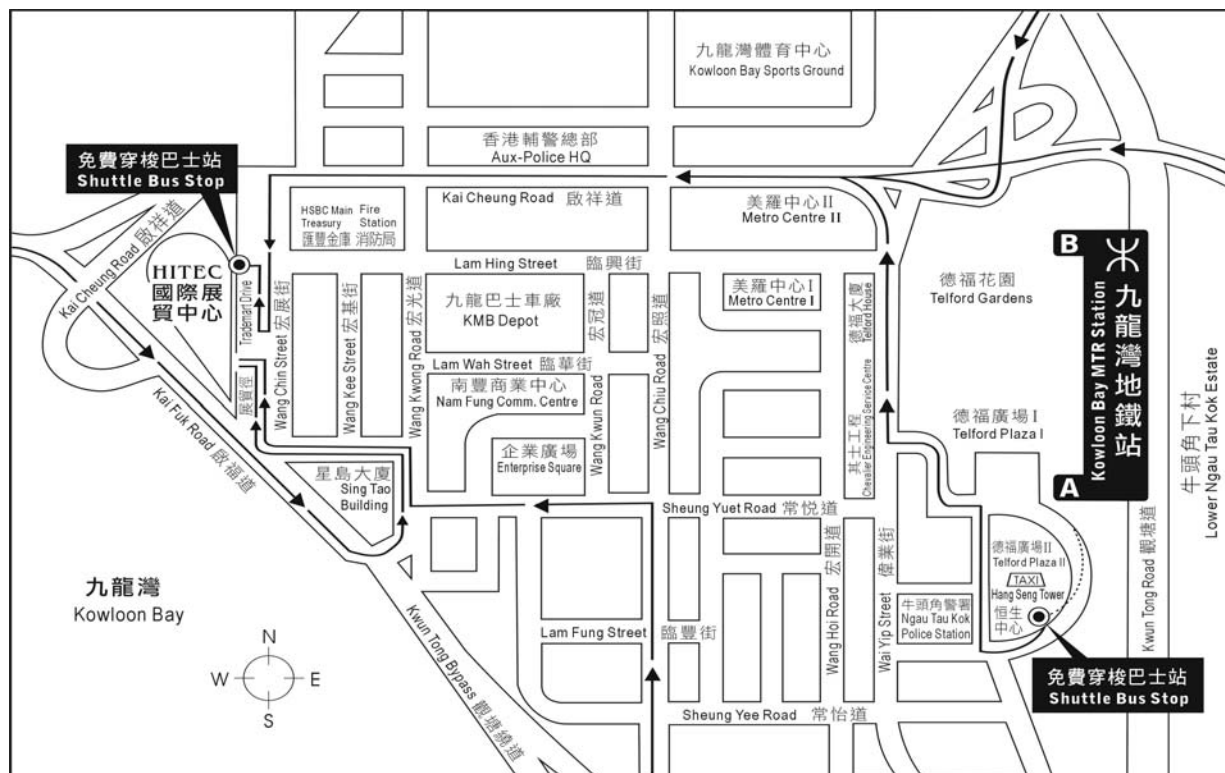 九龍灣體育中心
Kowloon Bay Sports Ground
香港輔警總部
Aux-Police HQ
免費穿梭巴士站
Shuttle Bus Stop
Kai Cheung Road 啟祥道
HSBC Main
Treasury
匯豐金庫
Fire
Station
消防局
Kai Cheung Road 啟祥道
美羅中心II
Metro Centre II
HITEC
國際展
貿中心
Trademart Drive
展貿徑
Wang Chin Street 宏展街
Wang Kee Street 宏基街
Wang Kwong Road 宏光道
Lam Hing Street 臨興街
九龍巴士車廠
KMB Depot
Wang Kwun Road 宏冠道
Wang Chiu Road 宏照道
美羅中心I
Metro Centre I
德福大廈
Telford House
德福花園
Telford Gardens
B
九龍灣地鐵站
Kowloon Bay MTR Station
A
Lam Wah Street 臨華街
南豐商業中心
Nam Fung Comm. Centre
企業廣場
Enterprise Square
其士工程
Chevalier Engineering Service Centre
德福廣場I
Telford Plaza I
牛頭角下村
Lower Ngau Tau Kok Estate
Kai Fuk Road 啟福道
星島大廈
Sing Tao
Building
Sheung Yuet Road 常悦道
Wang Hoi Road 宏開道
Wai Yip Street 偉業街
德福廣場II
Telford Plaza II
TAXI
Hang Seng Tower
恒生
中心
Kwun Tong Road 觀塘道
九龍灣
Kowloon Bay
Kwun Tong Bypass 觀塘繞道
Lam Fung Street 臨豐街
牛頭角警署
Ngau Tau Kok
Police Station
免費穿梭巴士站
Shuttle Bus Stop
N
W
E
S
Sheung Yee Road 常怡道